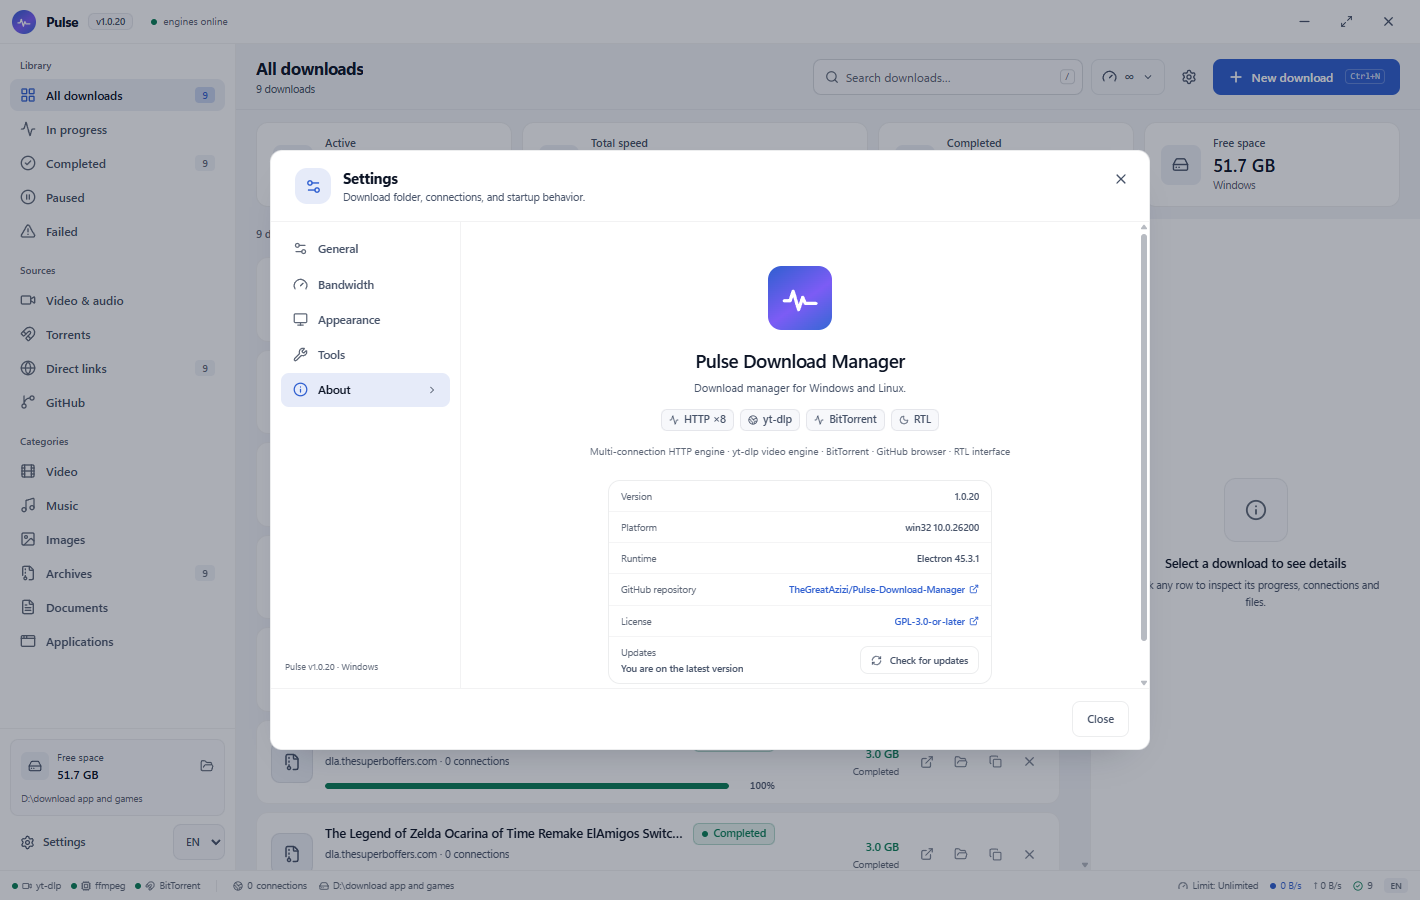 Pulse
v1.0.20
engines online
Library
All downloads
9
In progress
Completed
9
Paused
Failed
Sources
Video & audio
Torrents
Direct links
9
GitHub
Categories
Video
Music
Images
Archives
9
Documents
Applications
Free space
51.7 GB
D:\download app and games
Settings
EN
All downloads
9 downloads
Search downloads...
/
∞
New download
Ctrl+N
Active
Total speed
Completed
Free space
51.7 GB
Windows
9 d
Settings
Download folder, connections, and startup behavior.
General
Bandwidth
Appearance
Tools
About
Pulse v1.0.20 · Windows
Pulse Download Manager
Download manager for Windows and Linux.
HTTP ×8
yt-dlp
BitTorrent
RTL
Multi-connection HTTP engine · yt-dlp video engine · BitTorrent · GitHub browser · RTL interface
Version
1.0.20
Platform
win32 10.0.26200
Runtime
Electron 45.3.1
GitHub repository
TheGreatAzizi/Pulse-Download-Manager
License
GPL-3.0-or-later
Updates
You are on the latest version
Check for updates
Close
Select a download to see details
k any row to inspect its progress, connections and
files.
dla.thesuperboffers.com · 0 connections
100%
3.0 GB
Completed
The Legend of Zelda Ocarina of Time Remake ElAmigos Switc...
Completed
dla.thesuperboffers.com · 0 connections
3.0 GB
Completed
yt-dlp
ffmpeg
BitTorrent
0 connections
D:\download app and games
Limit: Unlimited
0 B/s
↑ 0 B/s
9
EN